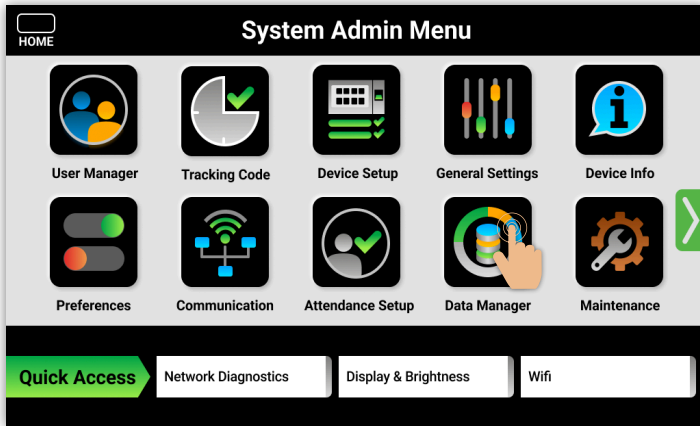 HOME
System Admin Menu
User Manager
Tracking Code
Device Setup
General Settings
Device Info
Preferences
Communication
Attendance Setup
Data Manager
Maintenance
Quick Access
Network Diagnostics
Display & Brightness
Wifi